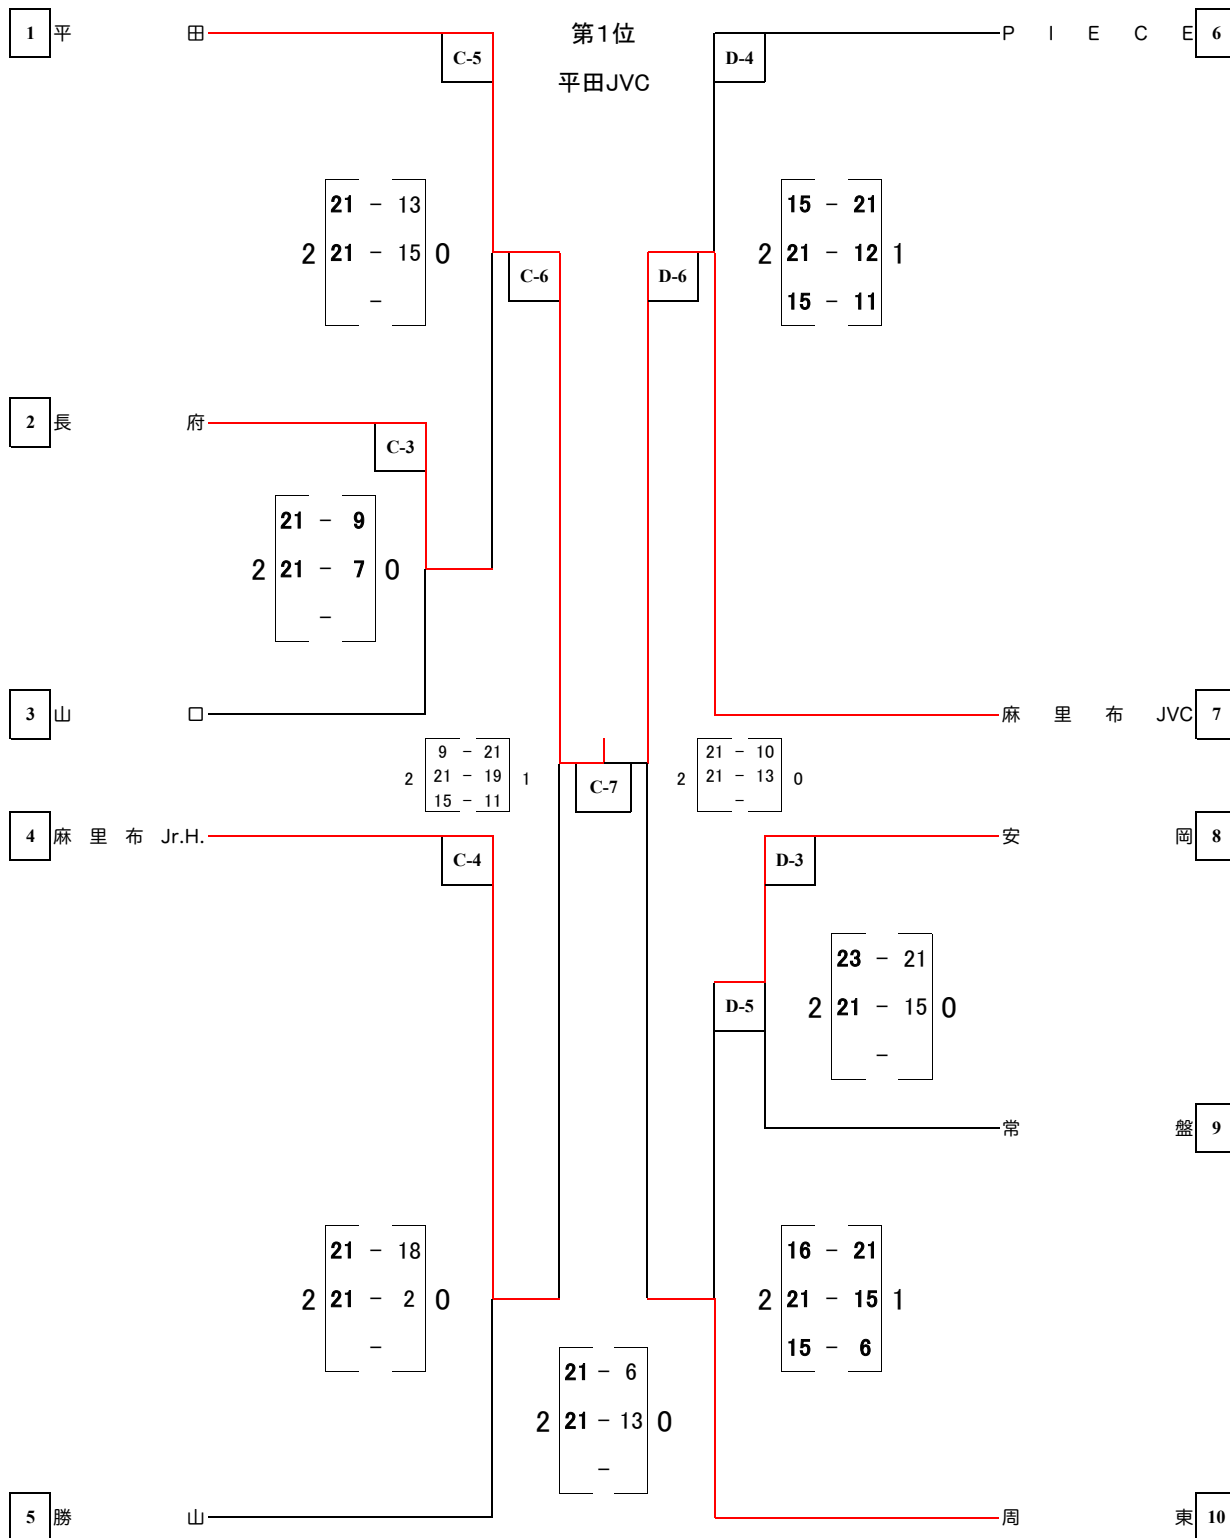 1 平 田
第1位
P I E C E 6
C-5
D-4
平田JVC
21 - 13
2 21 - 15 0
-
15 - 21
2 21 - 12 1
15 - 11
C-6
D-6
2 長 府
C-3
21 - 9
2 21 - 7 0
-
3 山 口
麻 里 布 JVC 7
9 - 21
2 21 - 19 1
15 - 11
C-7
21 - 10
2 21 - 13 0
-
4 麻 里 布 Jr.H.
安 岡 8
C-4
D-3
23 - 21
2 21 - 15 0
-
D-5
常 盤 9
21 - 18
2 21 - 2 0
-
16 - 21
2 21 - 15 1
15 - 6
21 - 6
2 21 - 13 0
-
5 勝 山
周 東 10